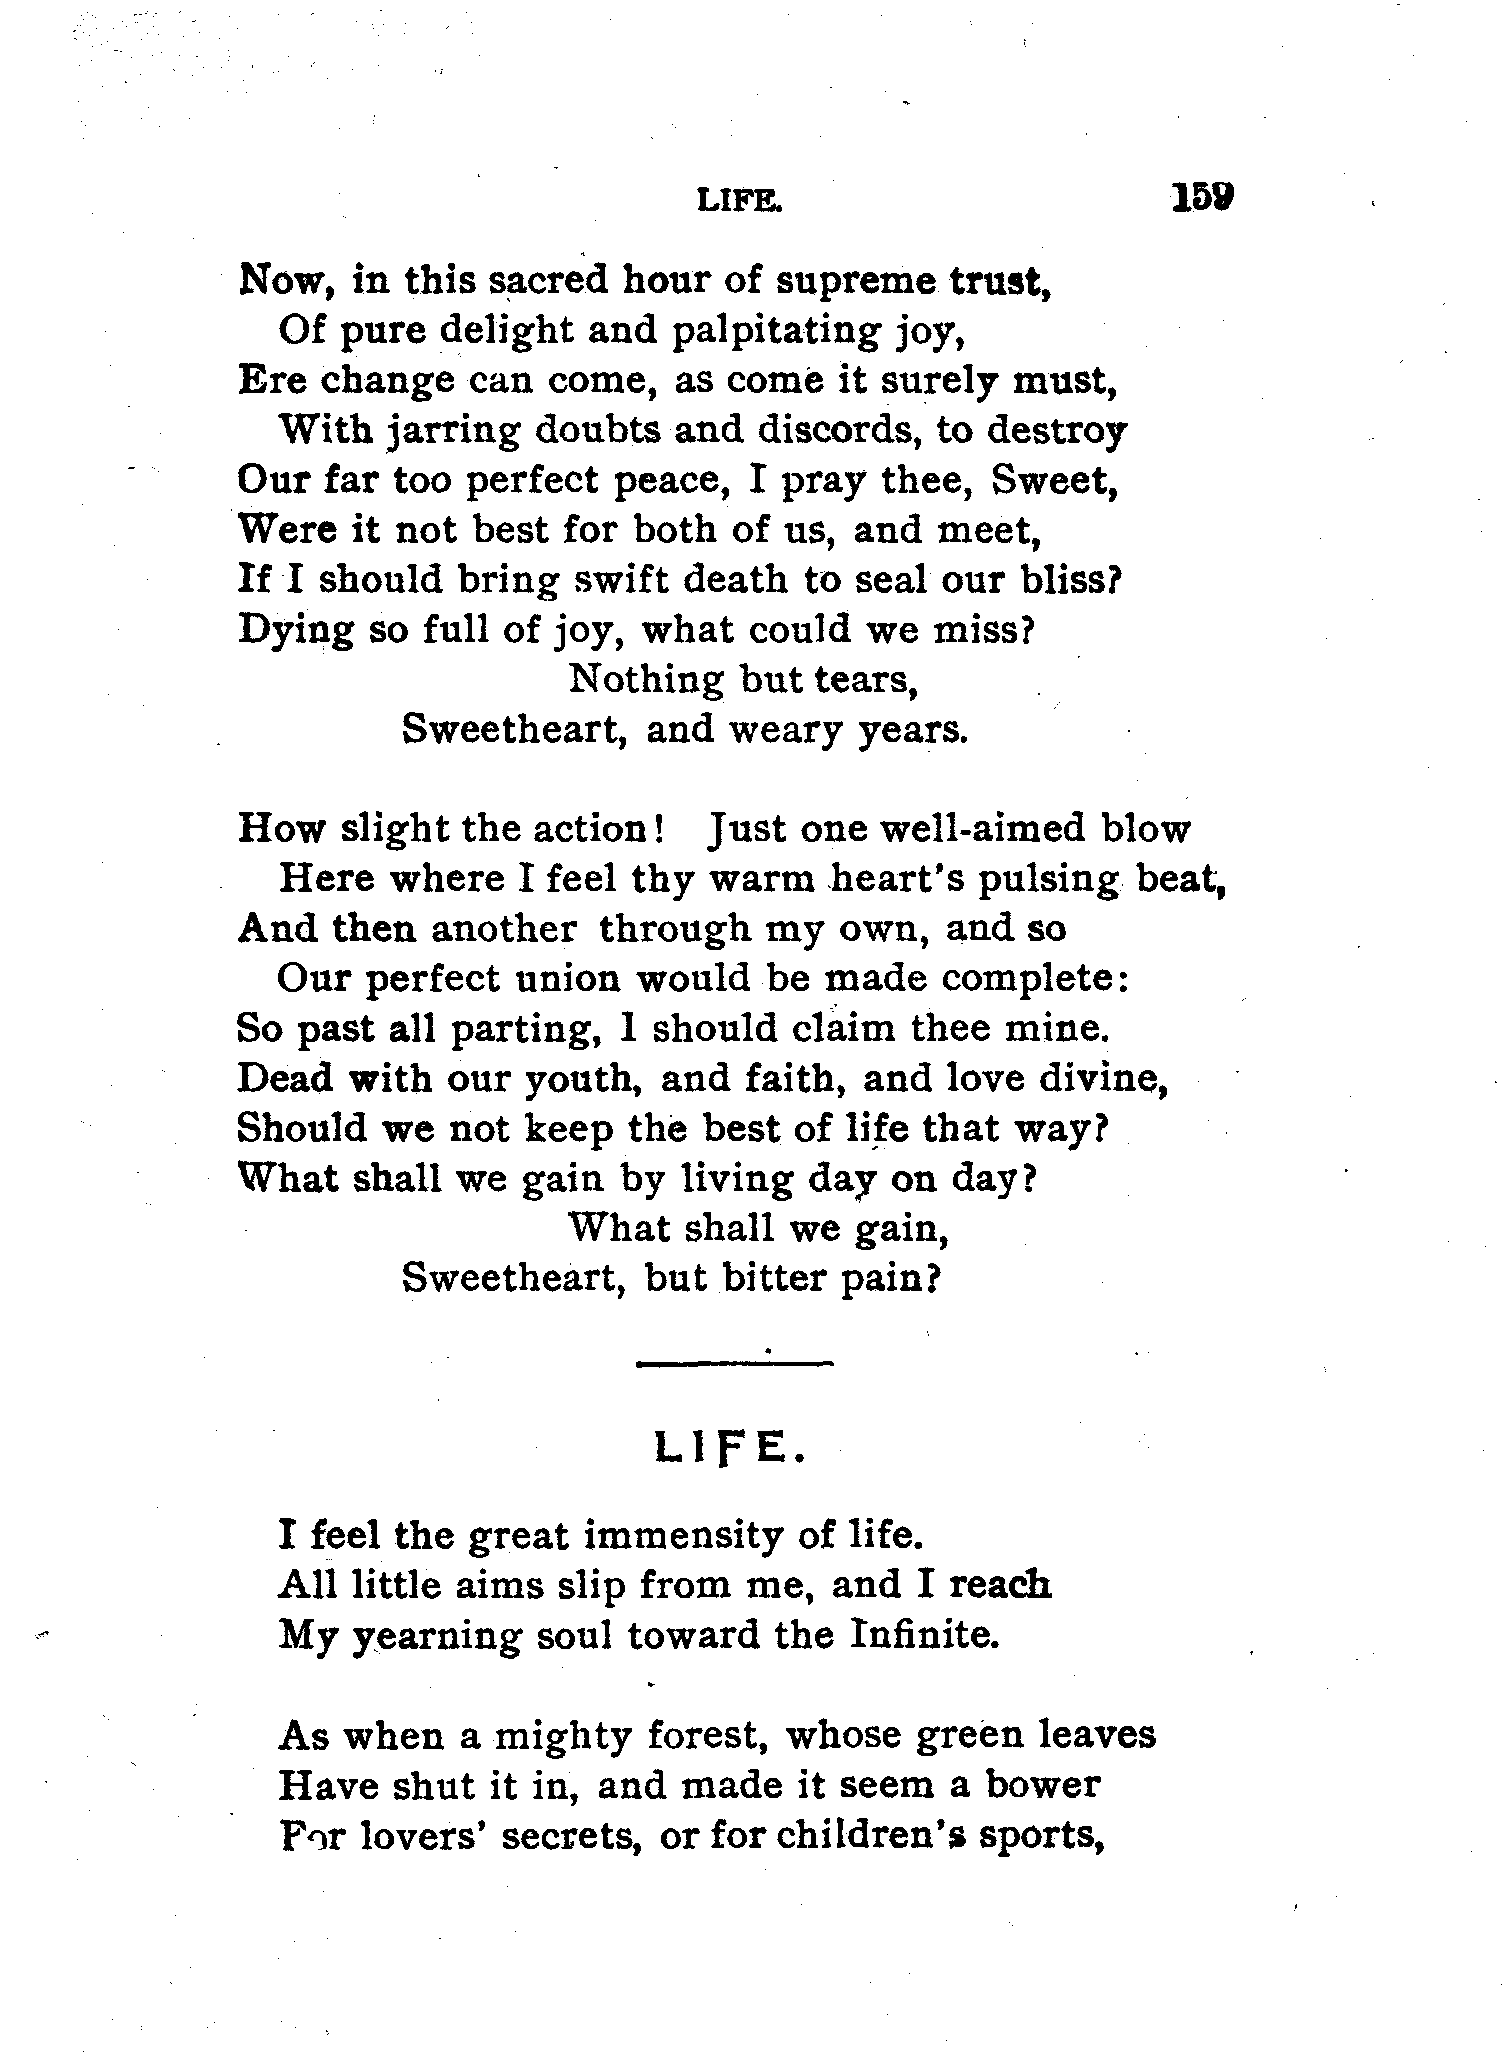 LIFE. 159
Now, in this sacred hour of supreme trust,
Of pure delight and palpitating joy,
Ere change can come, as come it surely must,
With jarring doubts and discords, to destroy
Our far too perfect peace, I pray thee, Sweet,
Were it not best for both of us, and meet,
If I should bring swift death to seal our bliss?
Dying so full of joy, what could we miss?
Nothing but tears,
Sweetheart, and weary years.
How slight the action! Just one well-aimed blow
Here where I feel thy warm heart's pulsing beat,
And then another through my own, and so
Our perfect union would be made complete:
So past all parting, I should claim thee mine.
Dead with our youth, and faith, and love divine,
Should we not keep the best of life that way?
What shall we gain by living day on day?
What shall we gain,
Sweetheart, but bitter pain?
LIFE.
I feel the great immensity of life.
All little aims slip from me, and I reach
My yearning soul toward the Infinite.
As when a mighty forest, whose green leaves
Have shut it in, and made it seem a bower
For lovers' secrets, or for children's sports,